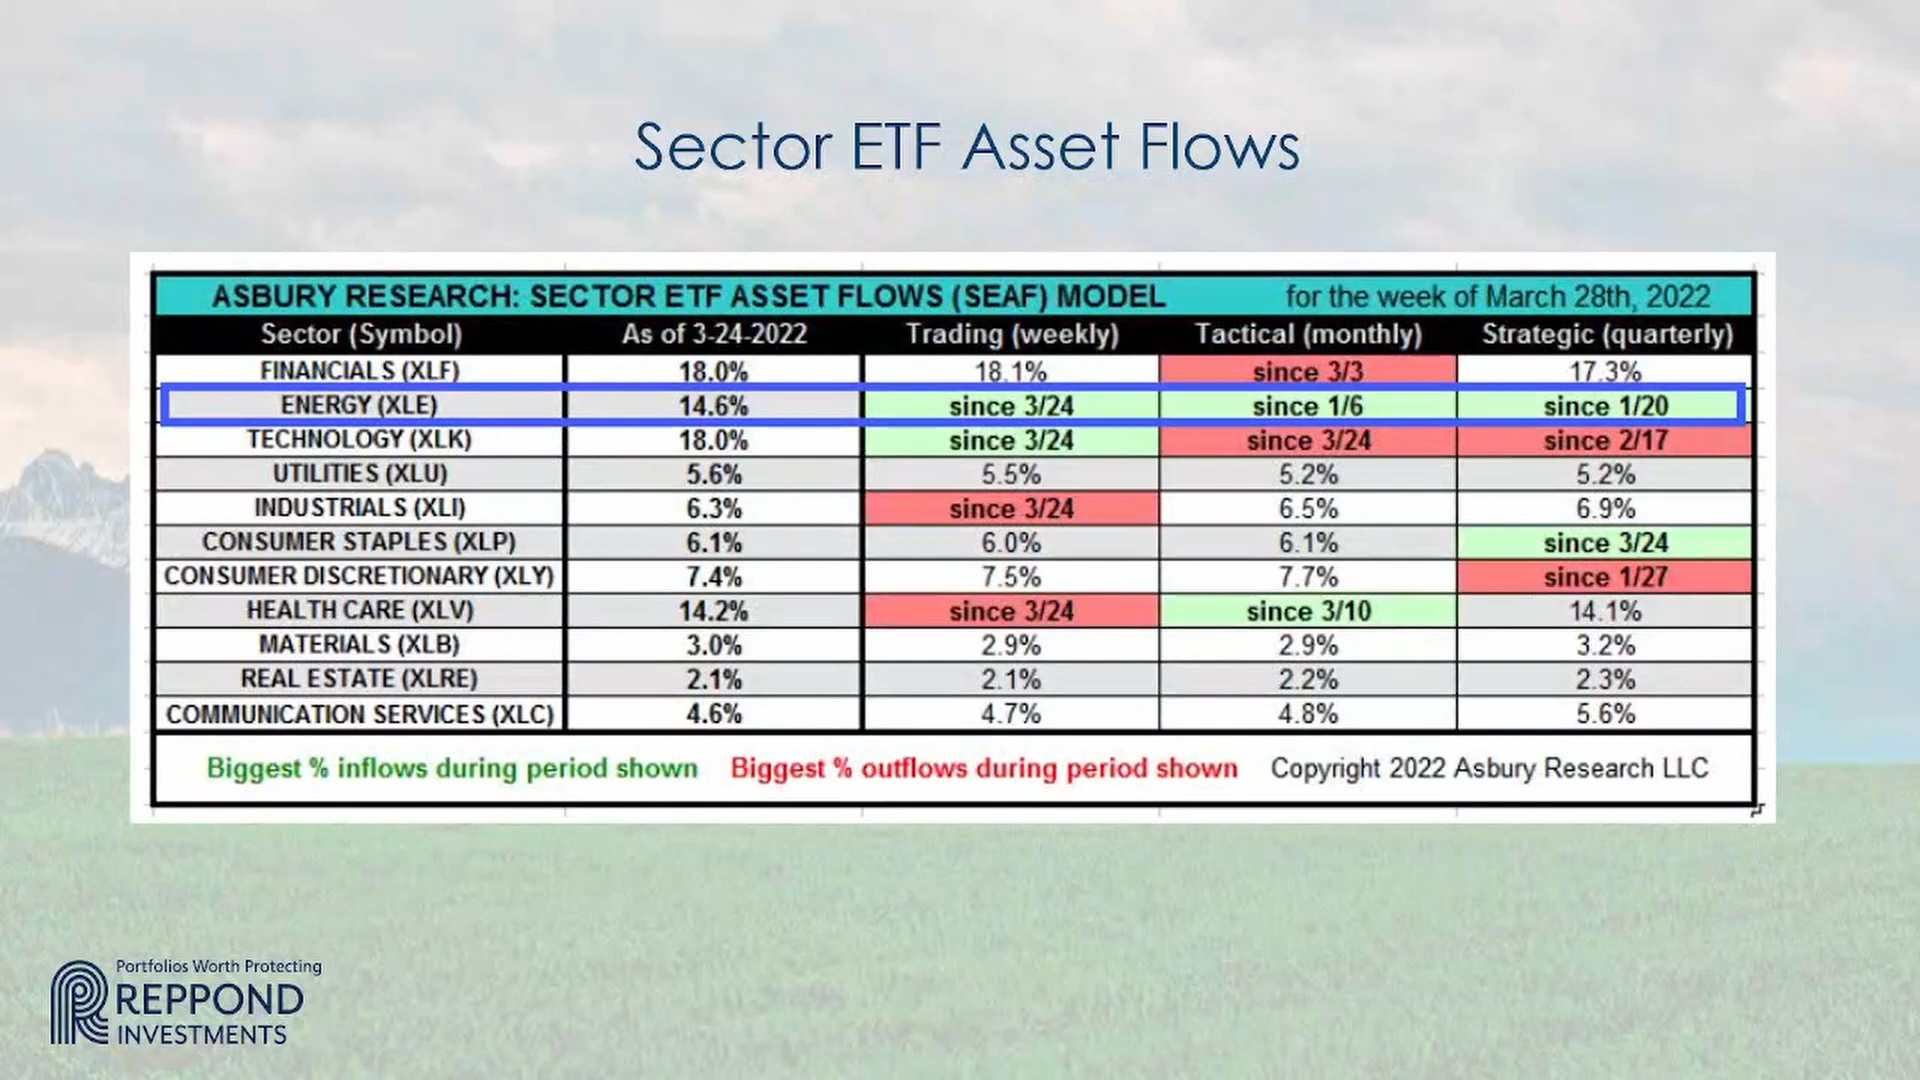 Sector ETF Asset Flows
ASBURY RESEARCH: SECTOR ETF ASSET FLOWS (SEAF) MODEL for the week of March 28th, 2022
Sector (Symbol) As of 3-24-2022 Trading (weekly) Tactical (monthly) Strategic (quarterly)
FINANCIALS (XLF) 18.0% 18.1% since 3/3 17.3%
ENERGY (XLE) 14.6% since 3/24 since 1/6 since 1/20
TECHNOLOGY (XLK) 18.0% since 3/24 since 3/24 since 2/17
UTILITIES (XLU) 5.6% 5.5% 5.2% 5.2%
INDUSTRIALS (XLI) 6.3% since 3/24 6.5% 6.9%
CONSUMER STAPLES (XLP) 6.1% 6.0% 6.1% since 3/24
CONSUMER DISCRETIONARY (XLY) 7.4% 7.5% 7.7% since 1/27
HEALTH CARE (XLV) 14.2% since 3/24 since 3/10 14.1%
MATERIALS (XLB) 3.0% 2.9% 2.9% 3.2%
REAL ESTATE (XLRE) 2.1% 2.1% 2.2% 2.3%
COMMUNICATION SERVICES (XLC) 4.6% 4.7% 4.8% 5.6%
Biggest % inflows during period shown Biggest % outflows during period shown Copyright 2022 Asbury Research LLC
Portfolios Worth Protecting
REPPOND
INVESTMENTS